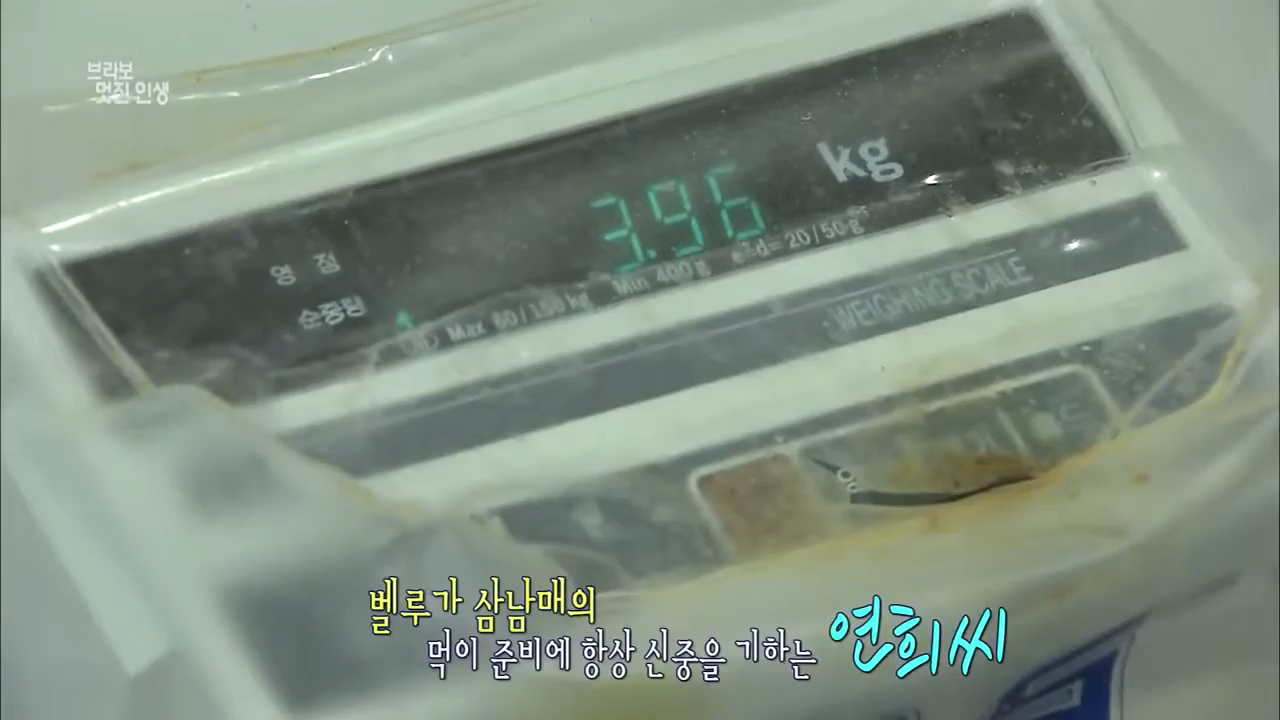 브라보
멋진 인생
3.96 kg
영 점
순중량
Max 60/150 kg Min 400 g e=d= 20/50 g
WEIGHING SCALE
벨루가 삼남매의
먹이 준비에 항상 신중을 기하는 연희씨